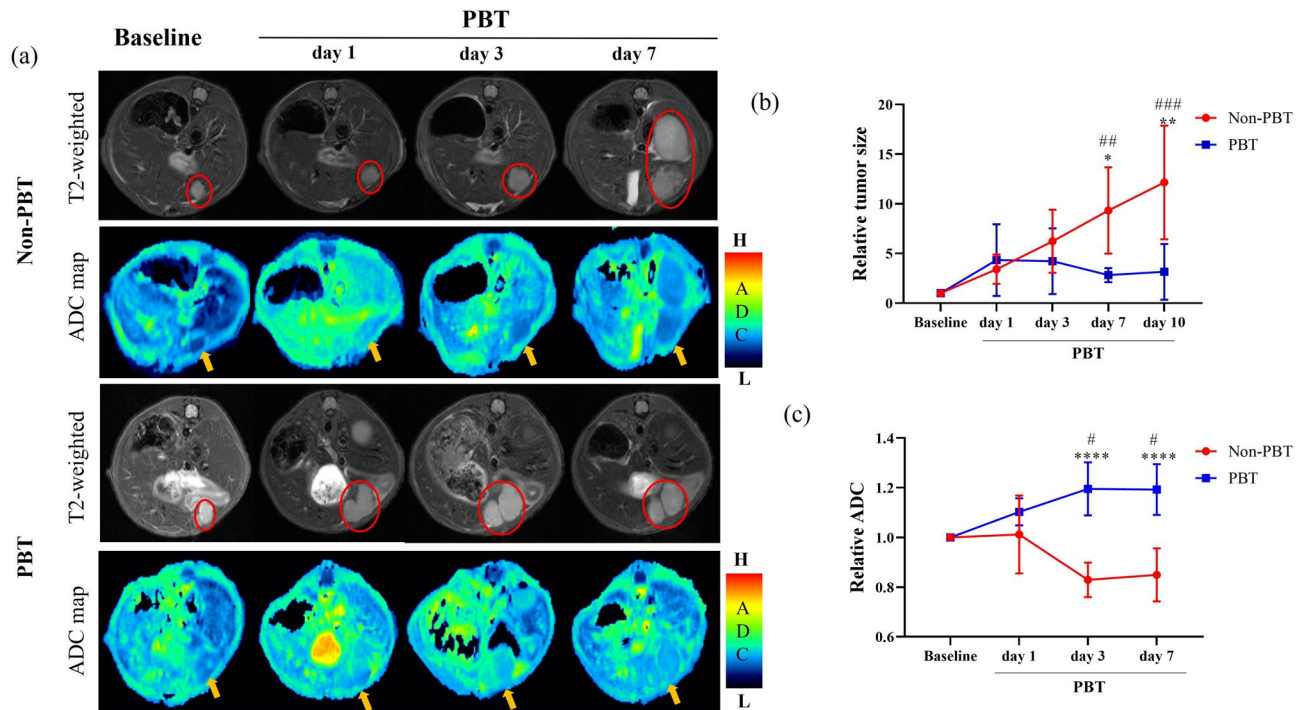 (a)
Baseline
PBT
day 1
day 3
day 7
Non-PBT
T2-weighted
ADC map
H
A
D
C
L
PBT
T2-weighted
ADC map
H
A
D
C
L
(b)
Relative tumor size
20
15
10
5
0
##
*
###
**
Non-PBT
PBT
Baseline
day 1
day 3
day 7
day 10
PBT
(c)
Relative ADC
1.4
1.2
1.0
0.8
0.6
#
****
#
****
Non-PBT
PBT
Baseline
day 1
day 3
day 7
PBT